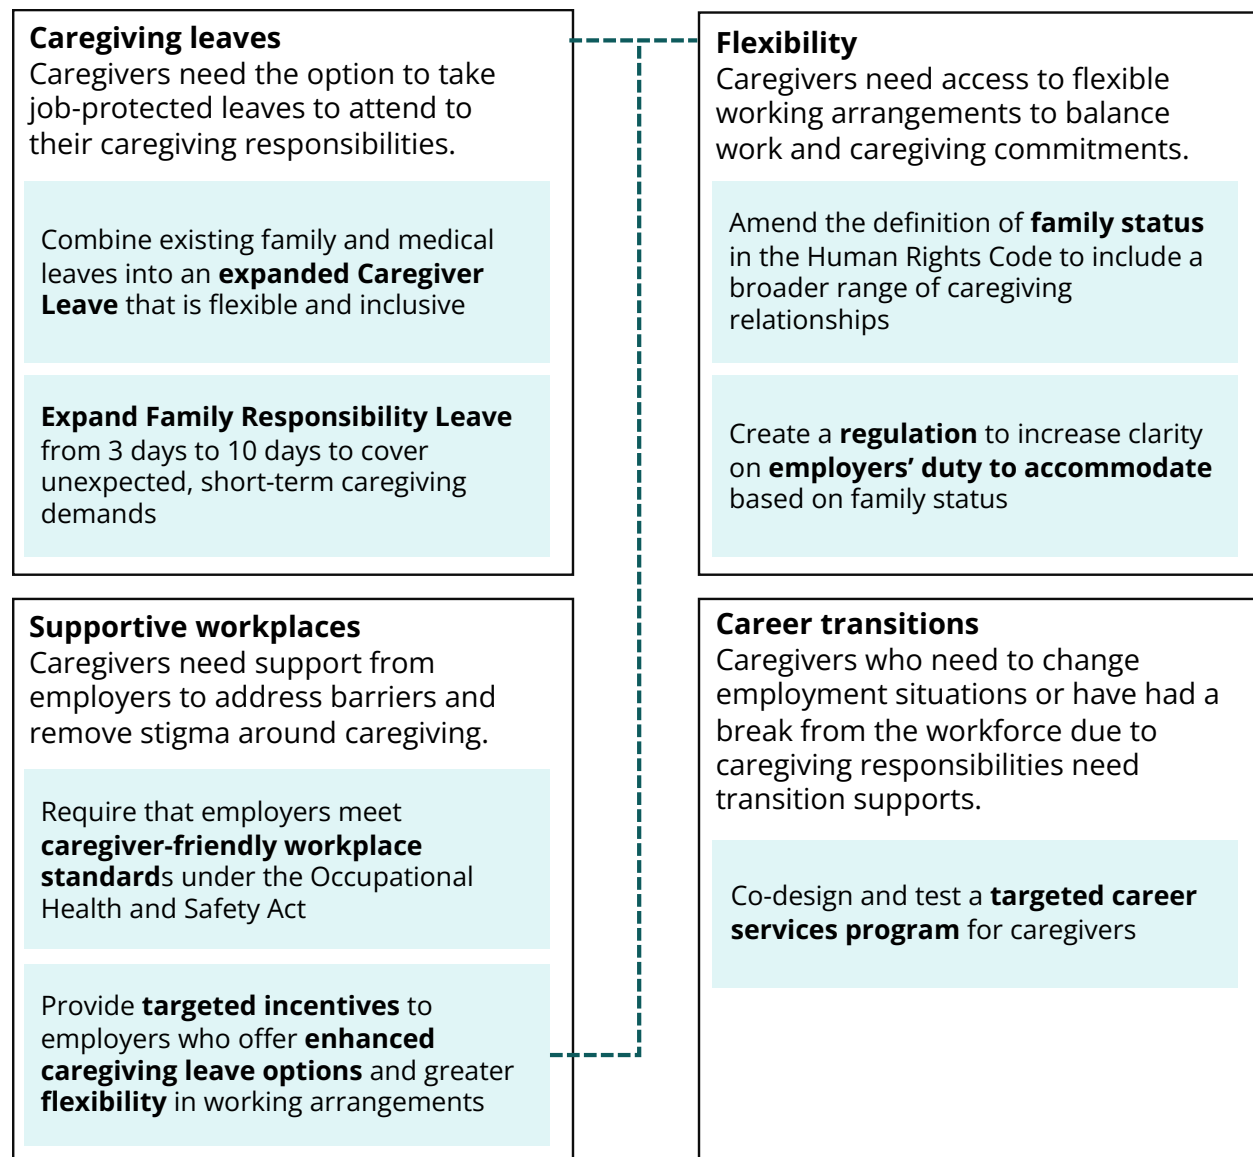 Caregiving leaves
Caregivers need the option to take
job-protected leaves to attend to
their caregiving responsibilities.
Combine existing family and medical
leaves into an expanded Caregiver
Leave that is flexible and inclusive
Expand Family Responsibility Leave
from 3 days to 10 days to cover
unexpected, short-term caregiving
demands
Flexibility
Caregivers need access to flexible
working arrangements to balance
work and caregiving commitments.
Amend the definition of family status
in the Human Rights Code to include a
broader range of caregiving
relationships
Create a regulation to increase clarity
on employers’ duty to accommodate
based on family status
Supportive workplaces
Caregivers need support from
employers to address barriers and
remove stigma around caregiving.
Require that employers meet
caregiver-friendly workplace
standards under the Occupational
Health and Safety Act
Provide targeted incentives to
employers who offer enhanced
caregiving leave options and greater
flexibility in working arrangements
Career transitions
Caregivers who need to change
employment situations or have had a
break from the workforce due to
caregiving responsibilities need
transition supports.
Co-design and test a targeted career
services program for caregivers